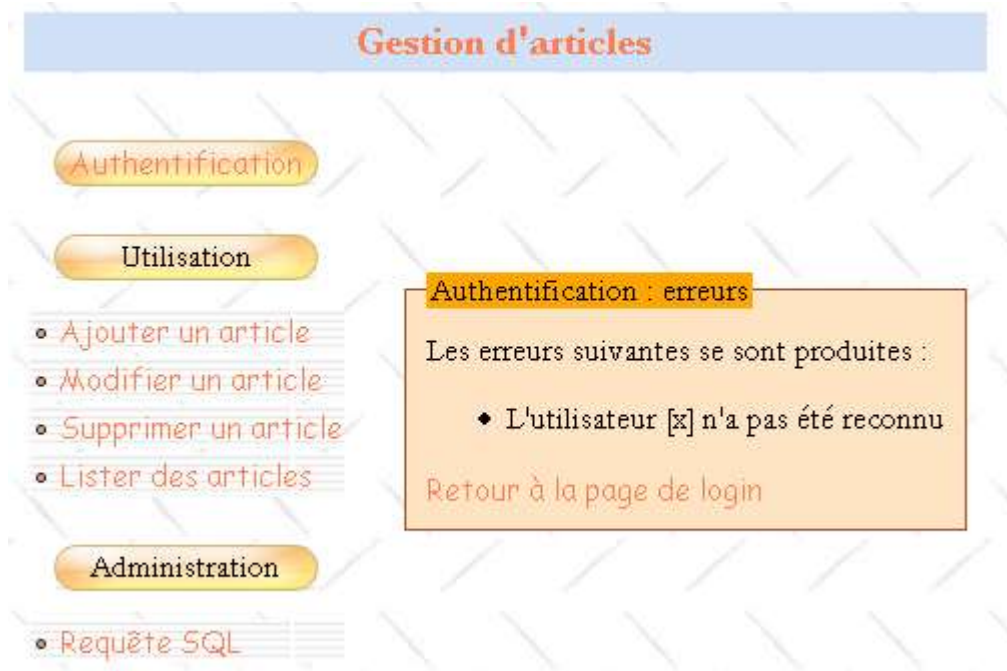 Gestion d'articles
Authentification
Utilisation
Ajouter un article
Modifier un article
Supprimer un article
Lister des articles
Administration
Requête SQL
Authentification : erreurs
Les erreurs suivantes se sont produites :
L'utilisateur [x] n'a pas été reconnu
Retour à la page de login